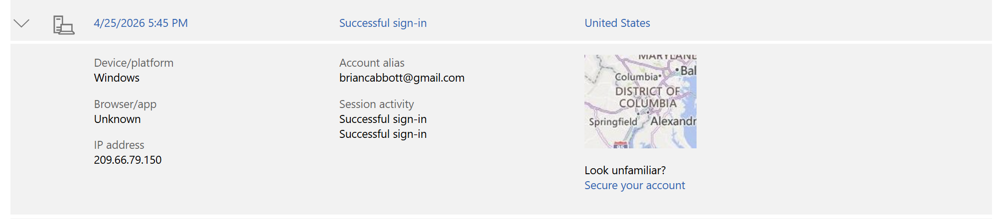 4/25/2026 5:45 PM
Successful sign-in
United States
Device/platform
Windows
Browser/app
Unknown
IP address
209.66.79.150
Account alias
briancabbott@gmail.com
Session activity
Successful sign-in
Successful sign-in
MARYLAND
Bal
Columbia
DISTRICT OF
COLUMBIA
Springfield
Alexandr
95
Look unfamiliar?
Secure your account